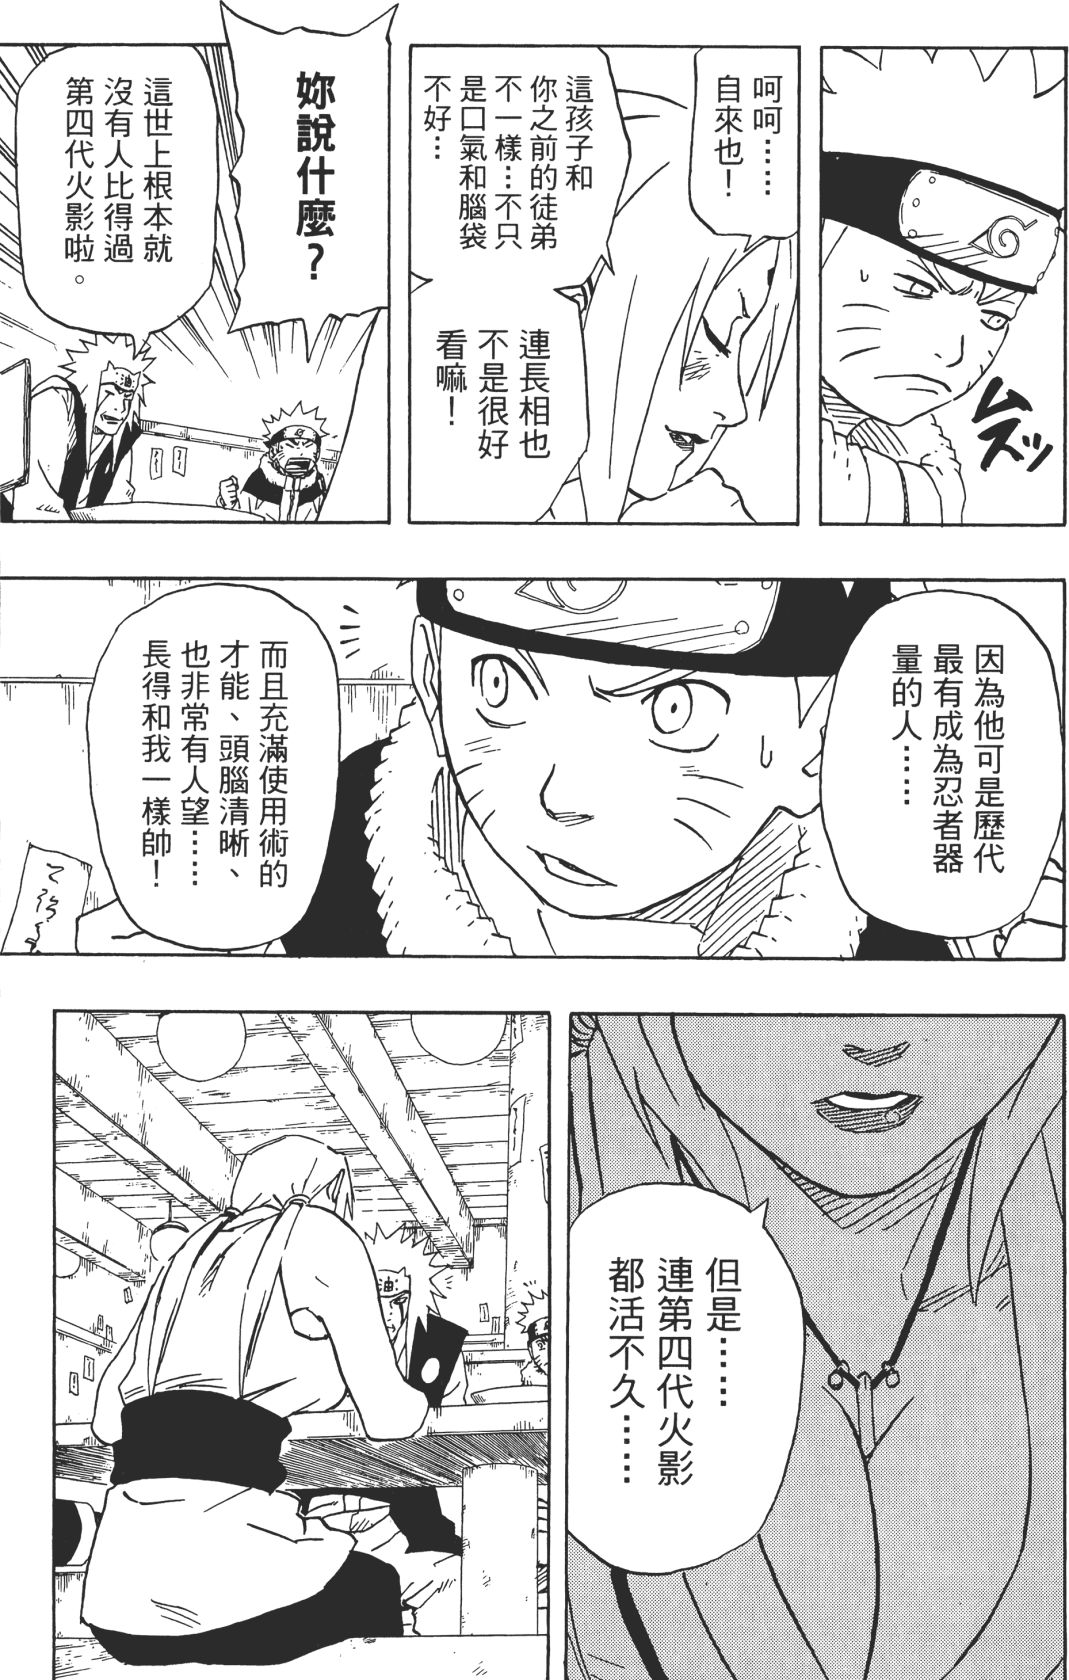 呵呵……
自來也！
這孩子和
你之前的徒弟
不一樣…不只
是口氣和腦袋
不好…
連長相也
不是很好
看嘛！
妳說什麼？
這世上根本就
沒有人比得過
第四代火影啦。
因為他可是歷代
最有成為忍者器
量的人……
而且充滿使用術的
才能、頭腦清晰、
也非常有人望……
長得和我一樣帥！
但是……
連第四代火影
都活不久……
油